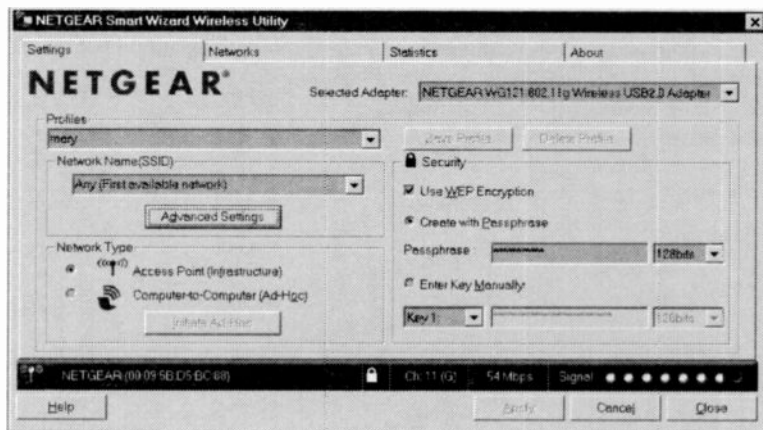 NETGEAR Smart Wizard Wireless Utility
Settings Networks Statistics About
NETGEAR®
Selected Adapter: NETGEAR WG121 802.11g Wireless USB2.0 Adapter
Profiles
mery
Save Profile Delete Profile
Network Name(SSID)
Any (First available network)
Advanced Settings
Security
Use WEP Encryption
Create with Passphrase
Passphrase: 128bits
Network Type
Access Point (Infrastructure)
Computer-to-Computer (Ad-Hoc)
Initiate Ad-Hoc
Enter Key Manually
Key 1: 128bits
NETGEAR (00:09:5B:D5:BC:68) Ch: 11 (G) 54 Mbps Signal
Help Apply Cancel Close